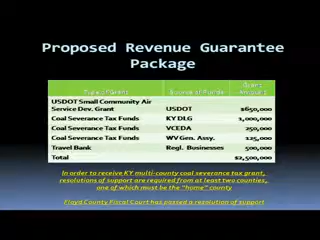 Proposed Revenue Guarantee
Package
Type of Grant Source of Funds Grant Amount
USDOT Small Community Air
Service Dev. Grant USDOT $650,000
Coal Severance Tax Funds KY DLG 1,000,000
Coal Severance Tax Funds VCEDA 250,000
Coal Severance Tax Funds WV Gen. Assy. 125,000
Travel Bank Regl. Businesses 500,000
Total $2,500,000
In order to receive KY multi-county coal severance tax grant,
resolutions of support are required from at least two counties,
one of which must be the "home" county
Floyd County Fiscal Court has passed a resolution of support